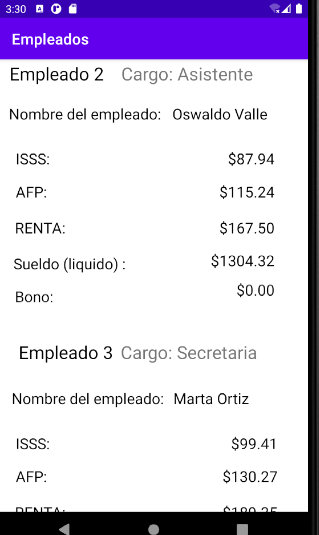 3:30
Empleados
Empleado 2 Cargo: Asistente
Nombre del empleado: Oswaldo Valle
ISSS: $87.94
AFP: $115.24
RENTA: $167.50
Sueldo (liquido) : $1304.32
Bono: $0.00
Empleado 3 Cargo: Secretaria
Nombre del empleado: Marta Ortiz
ISSS: $99.41
AFP: $130.27
RENTA: